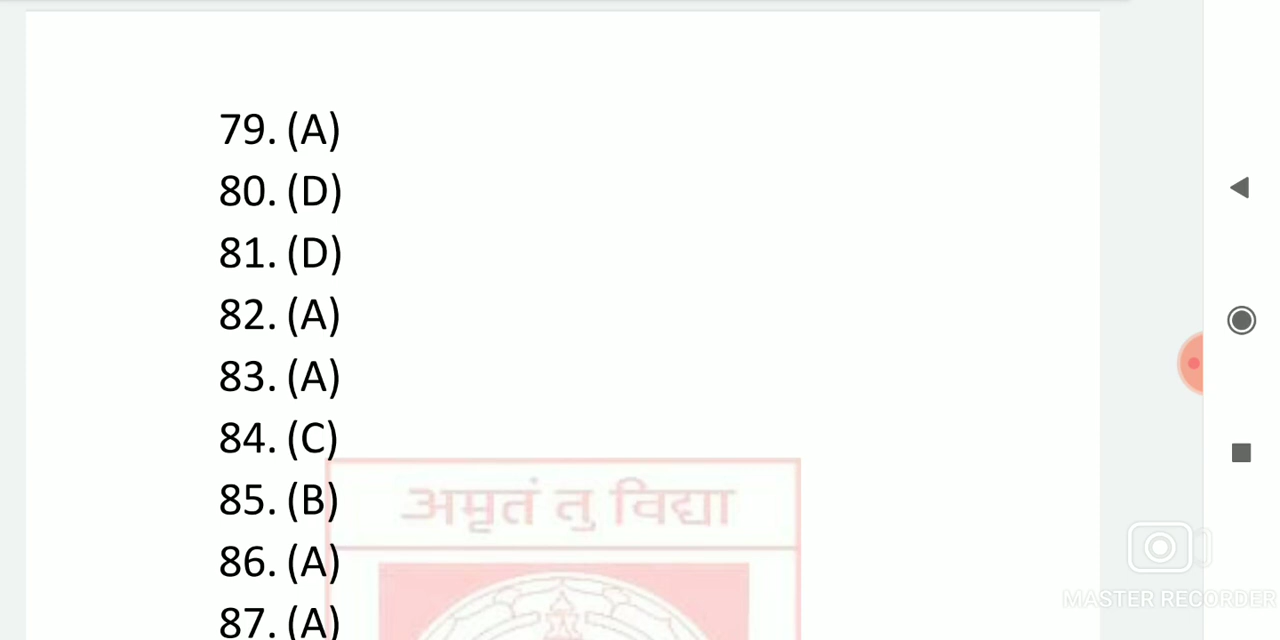 79. (A)
80. (D)
81. (D)
82. (A)
83. (A)
84. (C)
85. (B)
अमृतं तु विद्या
86. (A)
MASTER RECORDER
87. (A)